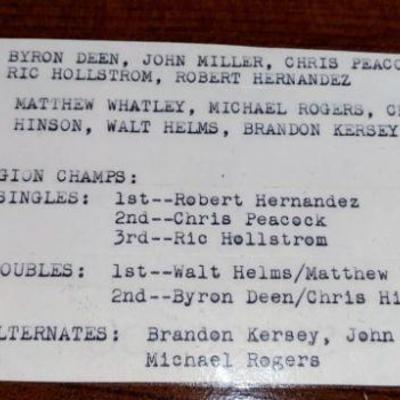 BYRON DEEN, JOHN MILLER, CHRIS PEACO
RIC HOLLSTROM, ROBERT HERNANDEZ
MATTHEW WHATLEY, MICHAEL ROGERS, C
HINSON, WALT HELMS, BRANDON KERSEY
GION CHAMPS:
SINGLES: 1st--Robert Hernandez
2nd--Chris Peacock
3rd--Ric Hollstrom
OUBLES: 1st--Walt Helms/Matthew
2nd--Byron Deen/Chris Hi
LTERNATES: Brandon Kersey, John
Michael Rogers